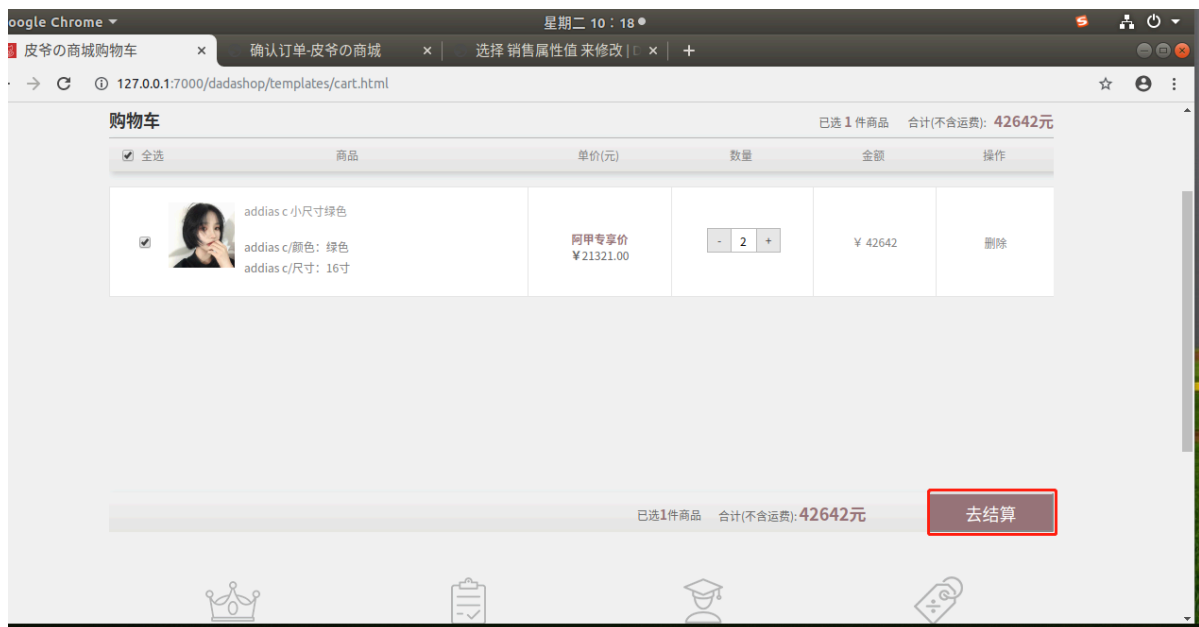 oogle Chrome
星期二 10：18
皮爷の商城购物车
确认订单-皮爷の商城
选择 销售属性值 来修改 | D
127.0.0.1:7000/dadashop/templates/cart.html
购物车
已选 1 件商品 合计(不含运费): 42642元
全选 商品 单价(元) 数量 金额 操作
addias c 小尺寸绿色
addias c/颜色：绿色
addias c/尺寸：16寸
阿甲专享价
¥21321.00
- 2 +
¥ 42642
删除
已选1件商品 合计(不含运费):42642元
去结算